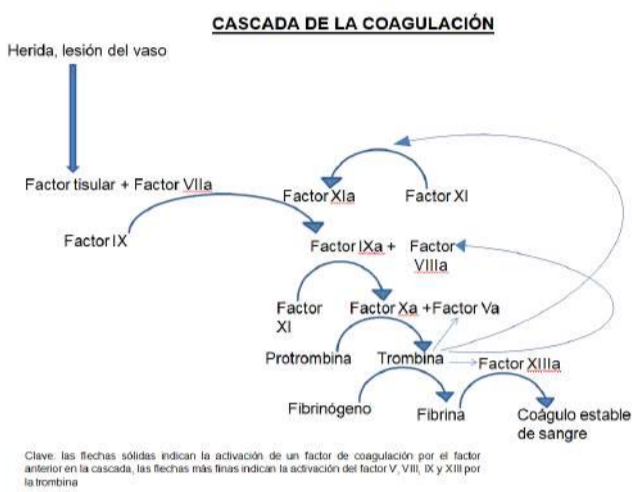 CASCADA DE LA COAGULACIÓN
Herida, lesión del vaso
Factor tisular + Factor VIIa
Factor XIa
Factor XI
Factor IX
Factor IXa +
Factor
VIIIa
Factor
XI
Factor Xa +Factor Va
Protrombina
Trombina
Factor XIIIa
Fibrinógeno
Fibrina
Coágulo estable
de sangre
Clave: las flechas sólidas indican la activación de un factor de coagulación por el factor
anterior en la cascada, las flechas más finas indican la activación del factor V, VIII, IX y XIII por
la trombina